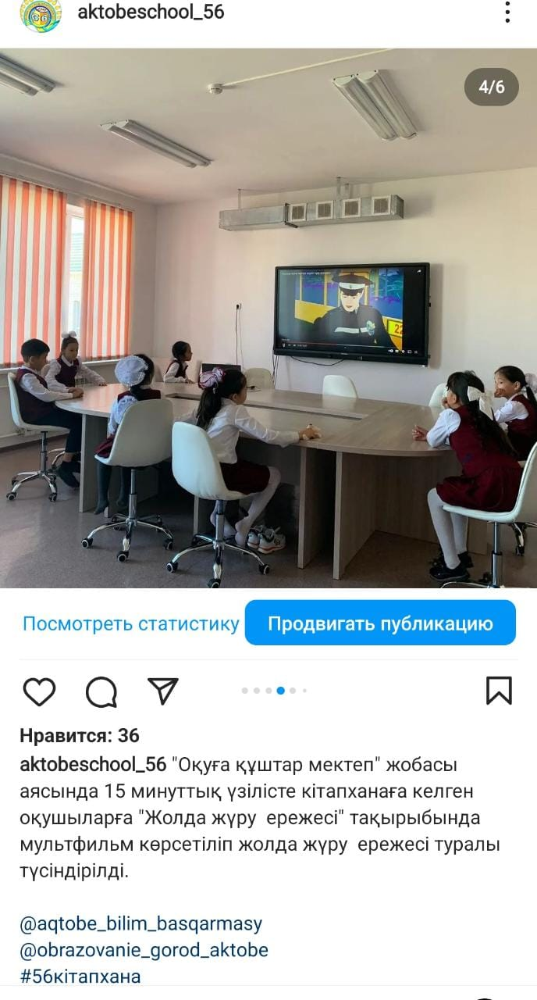 aktobeschool_56
4/6
22
Посмотреть статистику
Продвигать публикацию
Нравится: 36
aktobeschool_56 "Оқуға құштар мектеп" жобасы
аясында 15 минуттық үзілісте кітапханаға келген
оқушыларға "Жолда жүру  ережесі" тақырыбында
мультфильм көрсетіліп жолда жүру  ережесі туралы
түсіндірілді.
@aqtobe_bilim_basqarmasy
@obrazovanie_gorod_aktobe
#56кітапхана